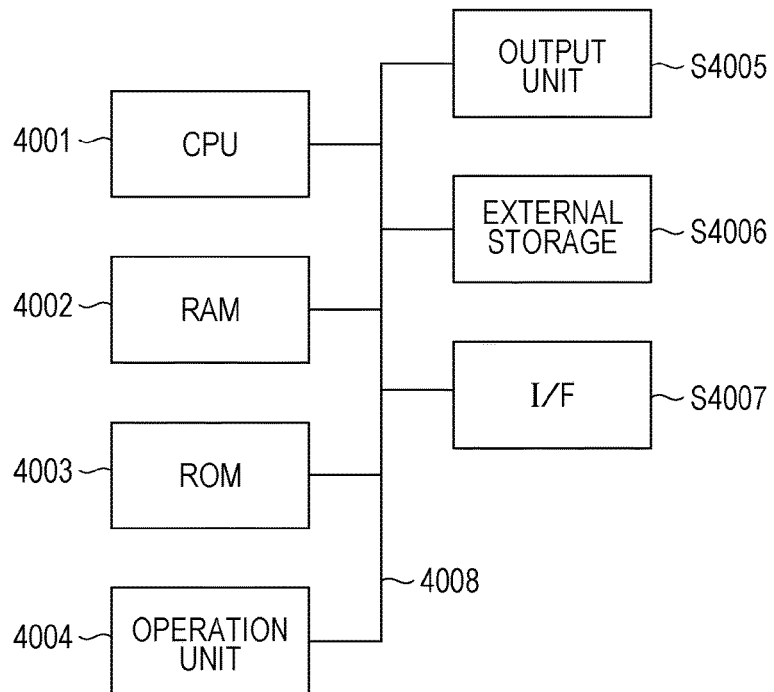 OUTPUT
UNIT
S4005
4001
CPU
EXTERNAL
STORAGE
S4006
4002
RAM
I/F
S4007
4003
ROM
4008
4004
OPERATION
UNIT